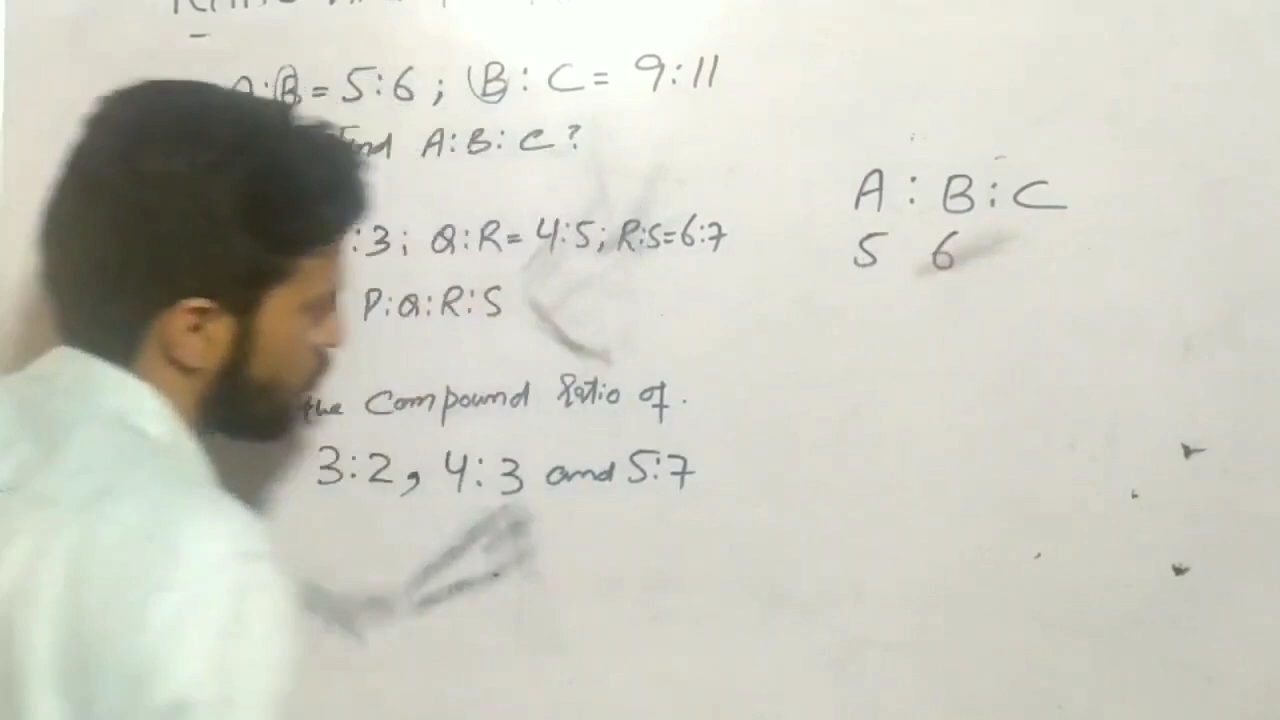 A:B = 5:6 ; B : C = 9:11
Find A:B:C?
:3; Q:R= 4:5; R:S=6:7
P:Q:R:S
the Compound Ratio of.
3:2, 4:3 and 5:7
A : B : C
5 6